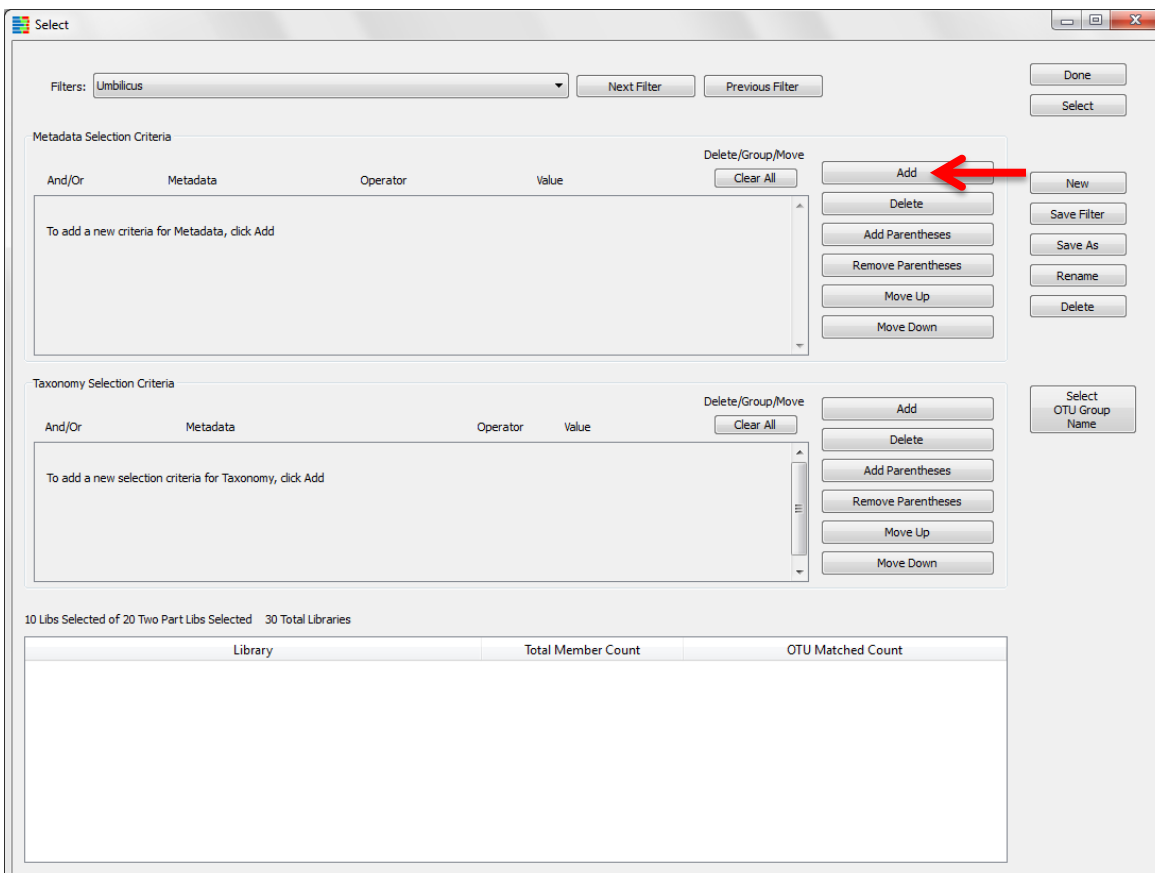 Select
Filters: Umbilicus Next Filter Previous Filter
Done
Select
Metadata Selection Criteria
Delete/Group/Move
And/Or Metadata Operator Value Clear All
To add a new criteria for Metadata, click Add
Add
Delete
Add Parentheses
Remove Parentheses
Move Up
Move Down
New
Save Filter
Save As
Rename
Delete
Taxonomy Selection Criteria
Delete/Group/Move
And/Or Metadata Operator Value Clear All
To add a new selection criteria for Taxonomy, click Add
Add
Delete
Add Parentheses
Remove Parentheses
Move Up
Move Down
Select
OTU Group
Name
10 Libs Selected of 20 Two Part Libs Selected 30 Total Libraries
Library Total Member Count OTU Matched Count